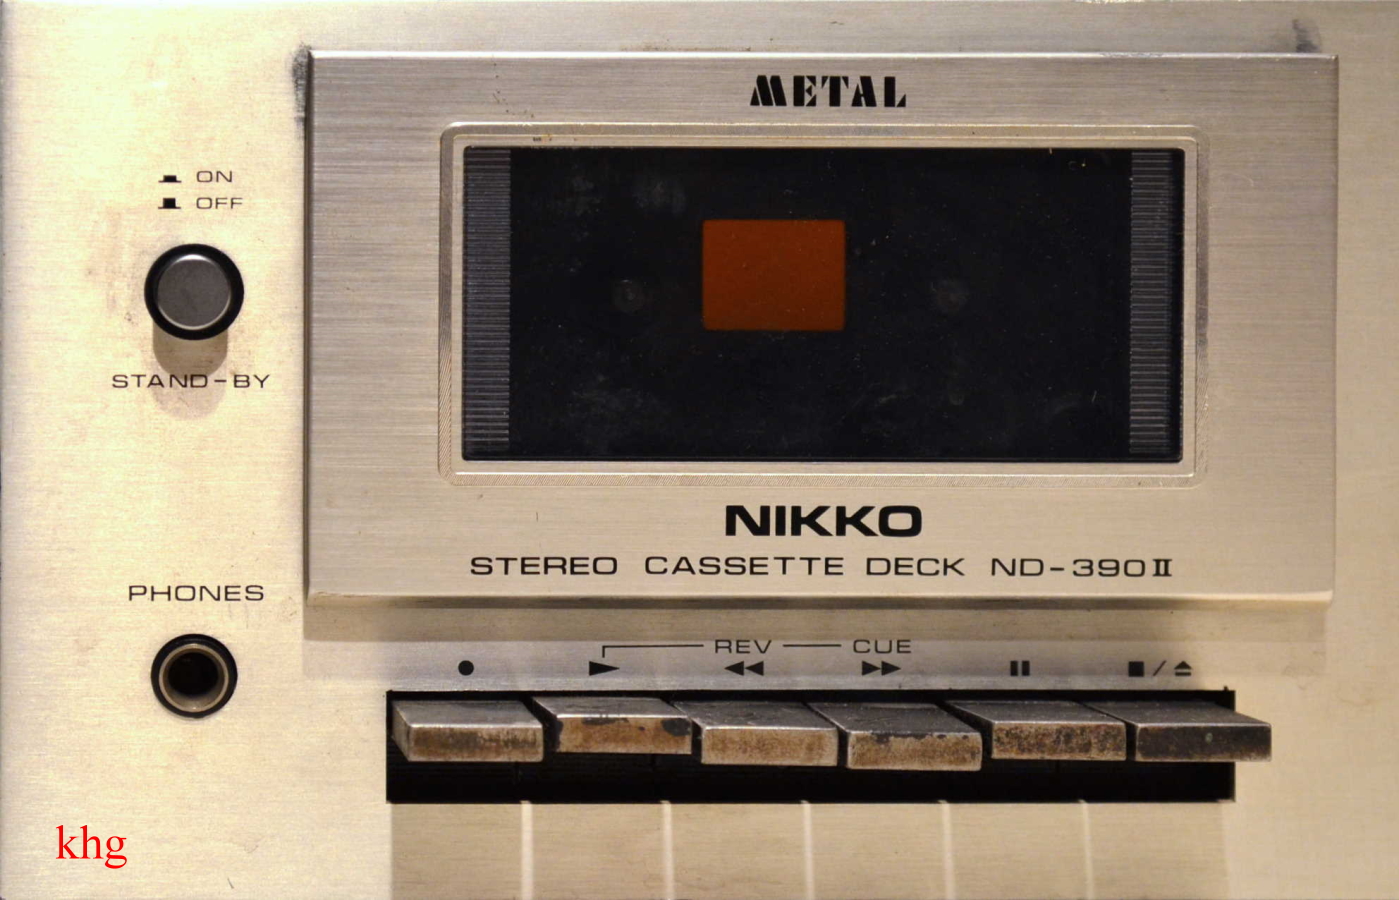 METAL
ON
OFF
STAND-BY
NIKKO
STEREO CASSETTE DECK ND-390II
PHONES
REV CUE
khg